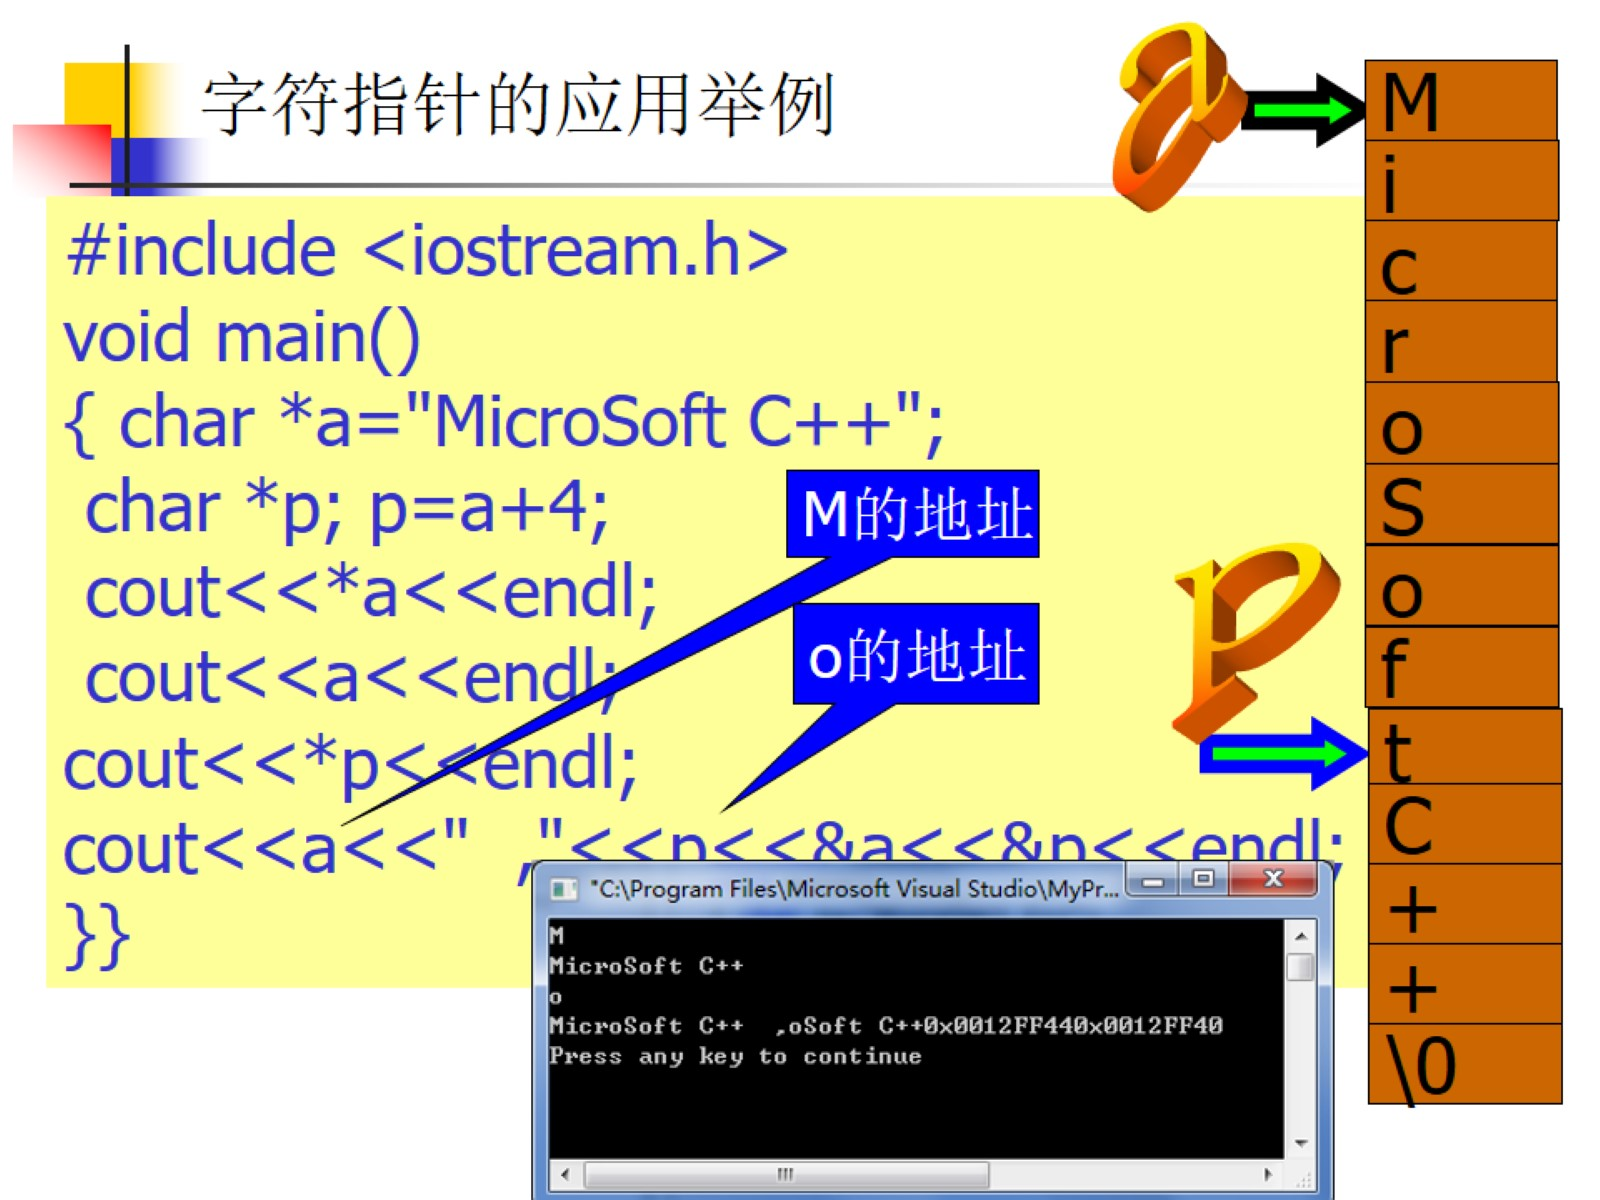 字符指针的应用举例
#include <iostream.h>
void main()
{ char *a="MicroSoft C++";
char *p; p=a+4;
cout<<*a<<endl;
cout<<a<<endl;
cout<<*p<<endl;
cout<<a<<" ,"<<p<<&a<<&p<<endl;
}}
M的地址
o的地址
a
p
M
i
c
r
o
S
o
f
t
C
+
+
\0
"C:\Program Files\Microsoft Visual Studio\MyPr...
M
MicroSoft C++
o
MicroSoft C++  ,oSoft C++0x0012FF440x0012FF40
Press any key to continue